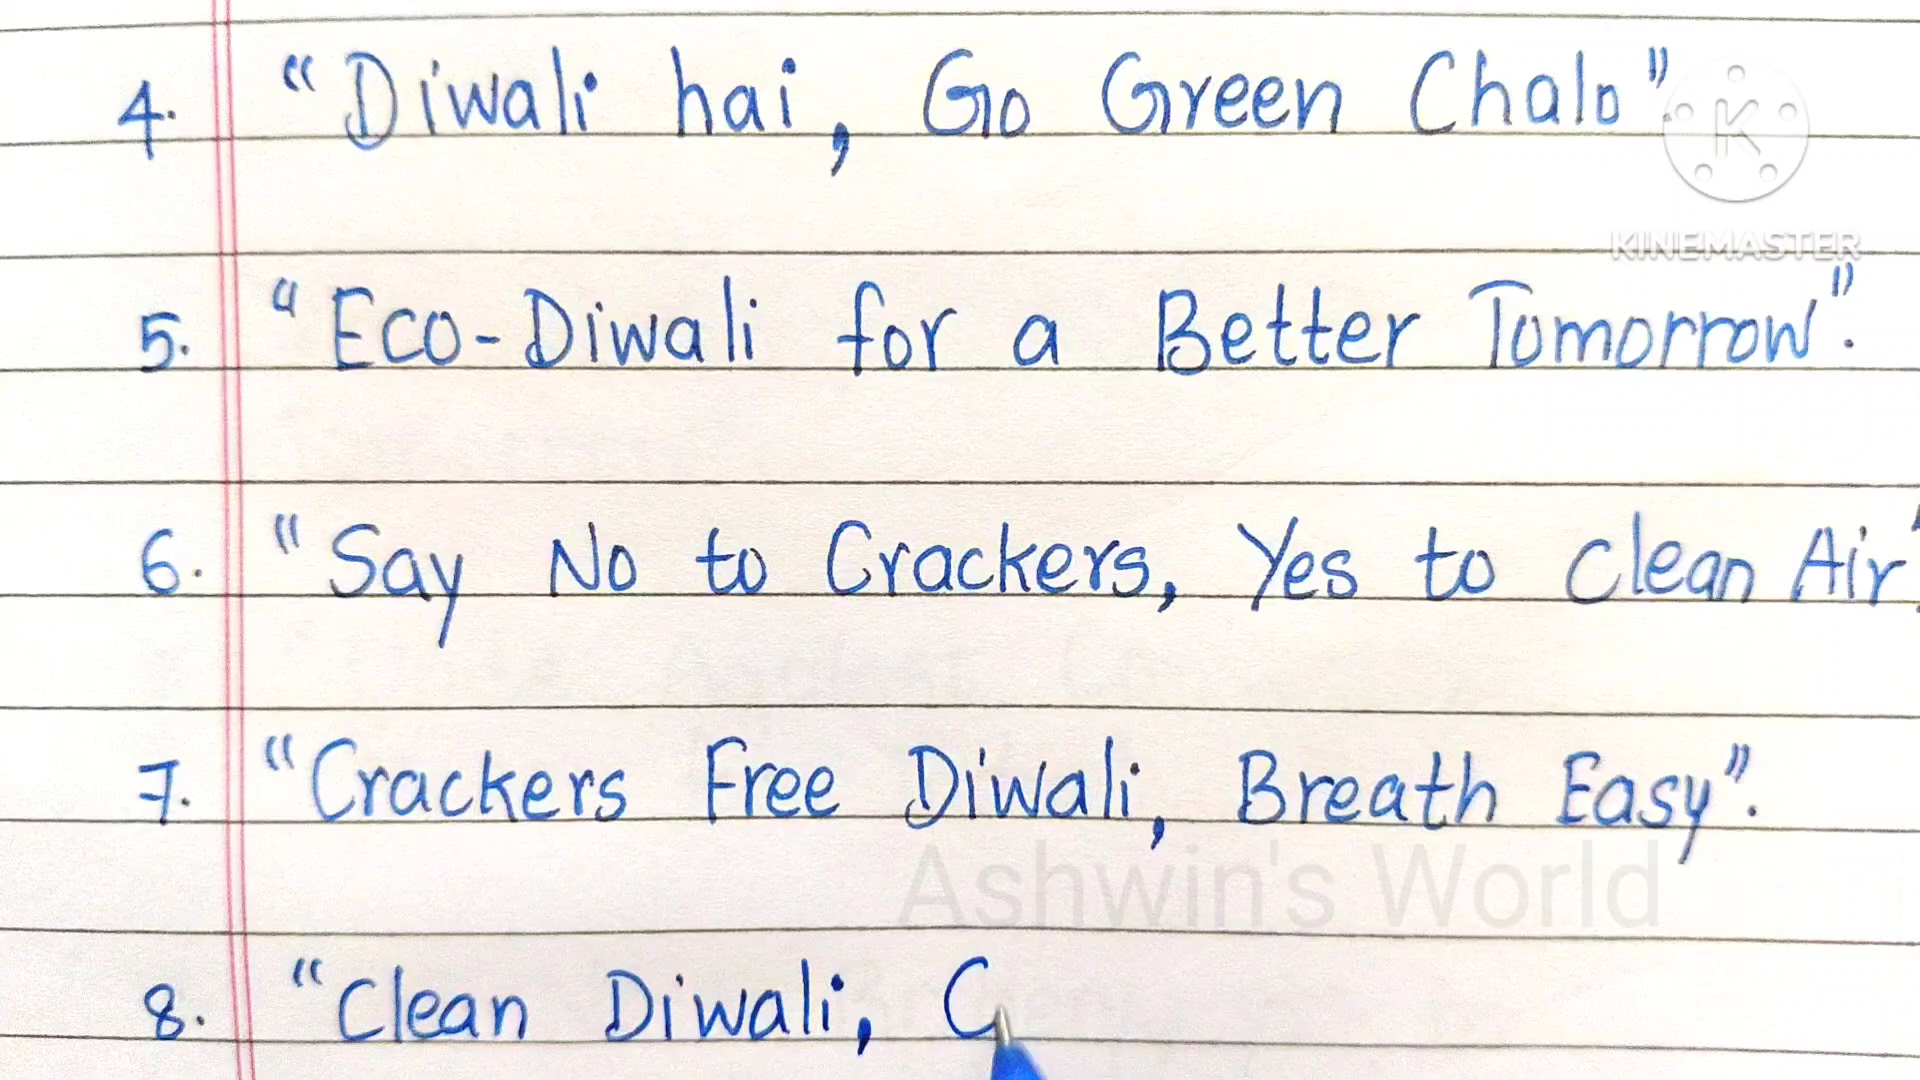 4. "Diwali hai, Go Green Chalo".
KINEMASTER
5. "Eco-Diwali for a Better Tomorrow".
6. "Say No to Crackers, Yes to Clean Air".
7. "Crackers Free Diwali, Breath Easy".
Ashwin's World
8. "Clean Diwali, C